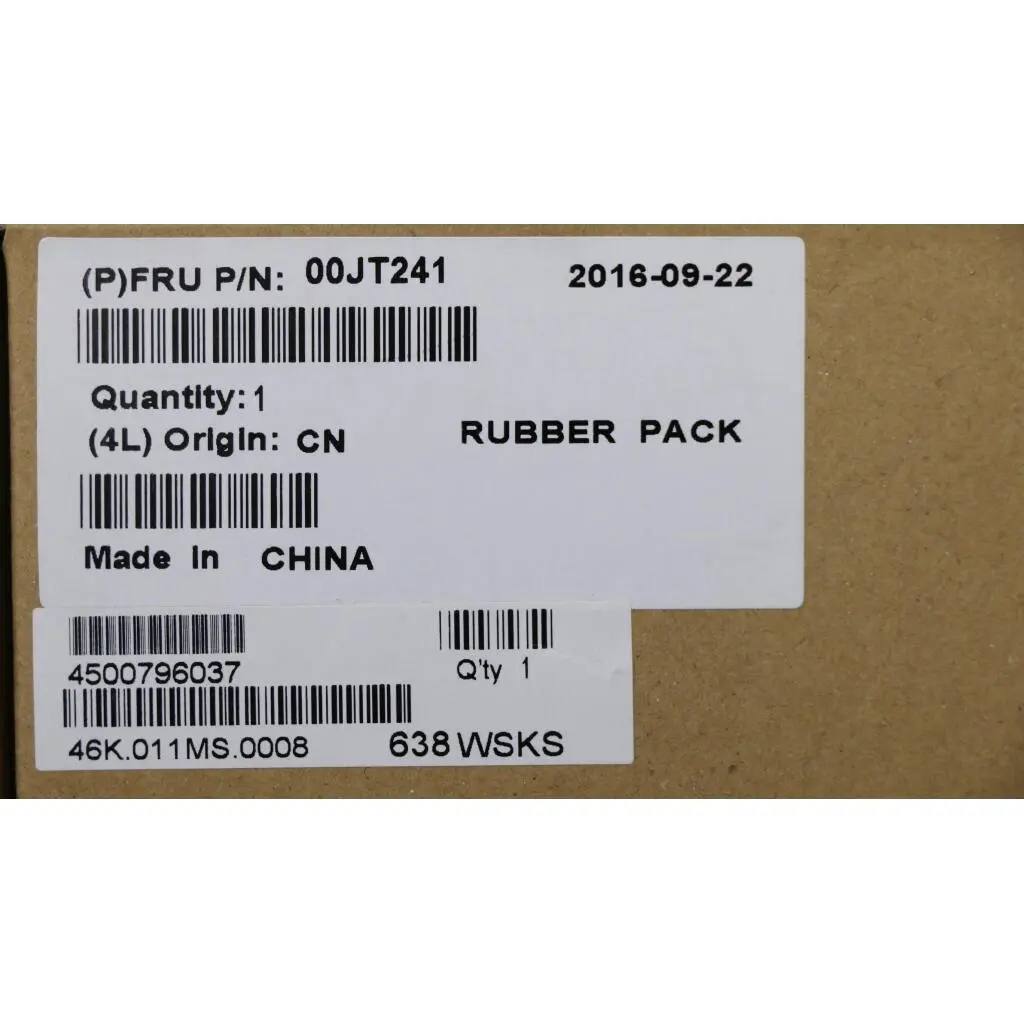 (P)FRU P/N: 00JT241 2016-09-22
Quantity: 1
(4L) Origin: CN RUBBER PACK
Made in CHINA
4500796037 Q'ty 1
46K.011MS.0008 638 WSKS